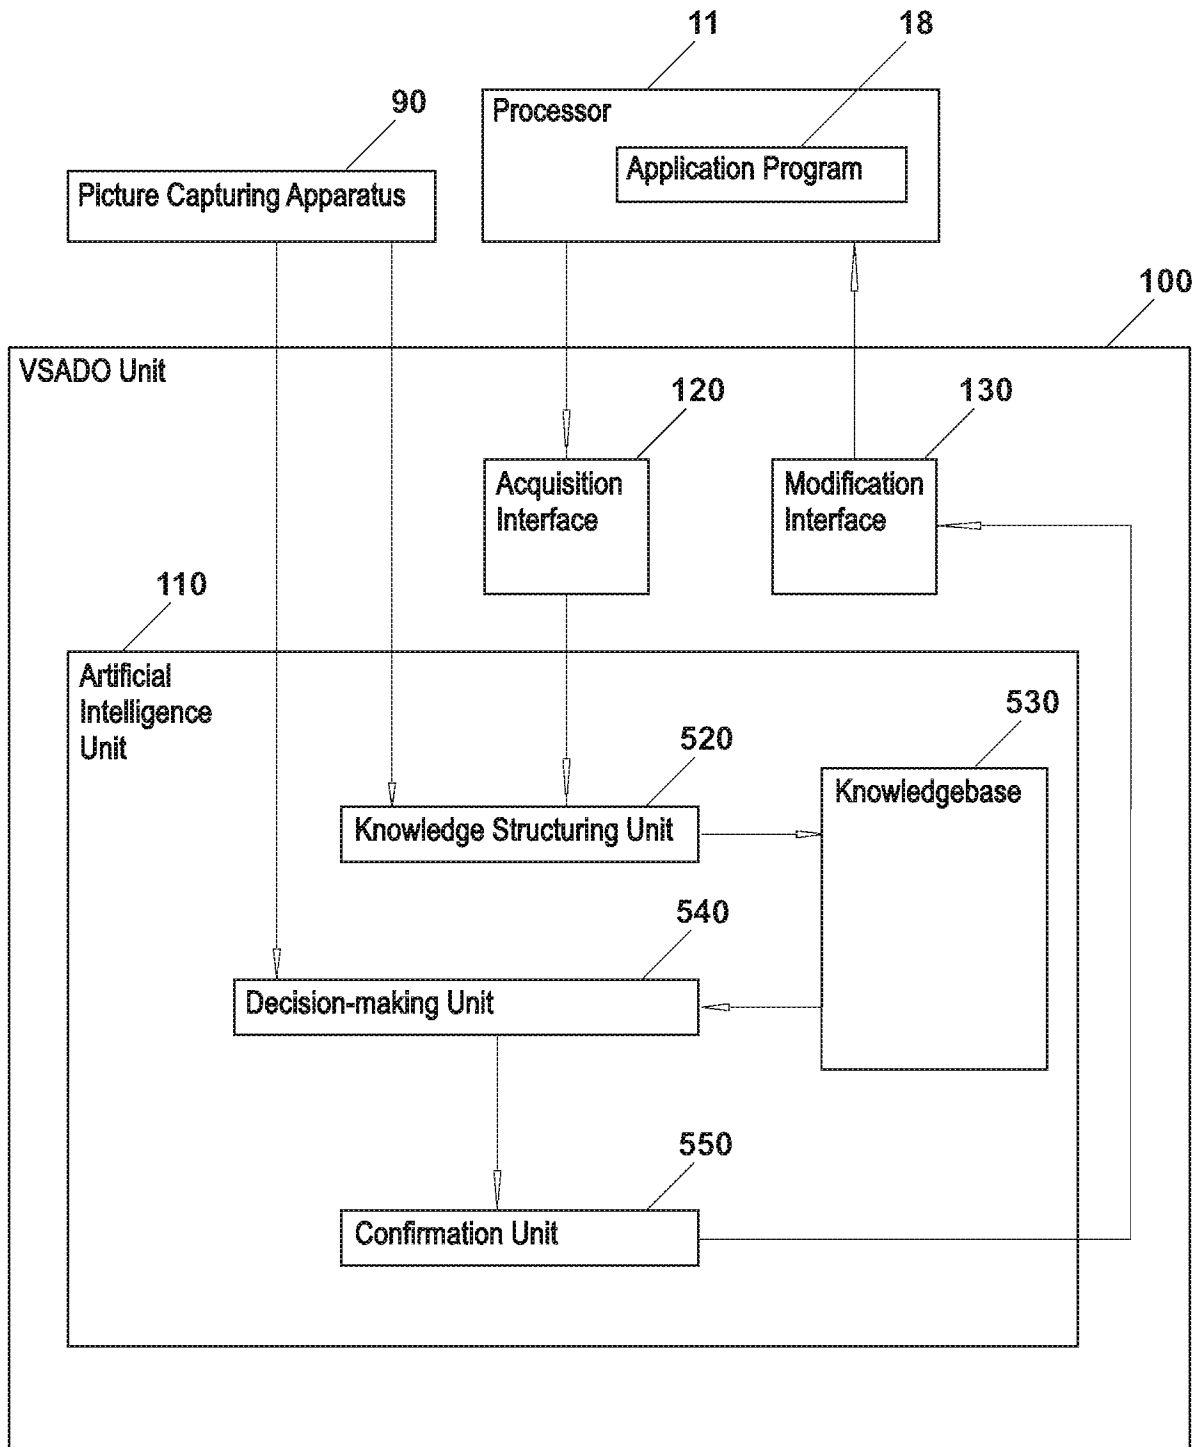 11
18
90
Processor
Application Program
Picture Capturing Apparatus
100
VSADO Unit
120
130
Acquisition
Interface
Modification
Interface
110
Artificial
Intelligence
Unit
520
530
Knowledgebase
Knowledge Structuring Unit
540
Decision-making Unit
550
Confirmation Unit